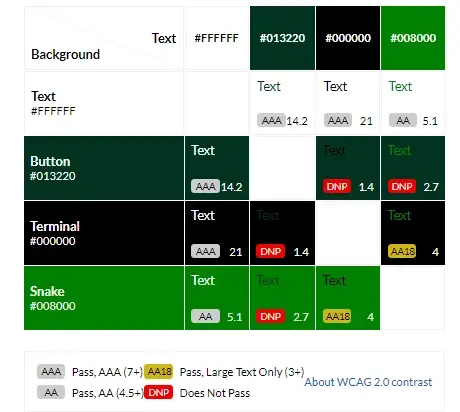 Text #FFFFFF #013220 #000000 #008000
Background
Text Text Text Text
#FFFFFF AAA 14.2 AAA 21 AA 5.1
Button Text Text Text
#013220 AAA 14.2 DNP 1.4 DNP 2.7
Terminal Text Text Text
#000000 AAA 21 DNP 1.4 AA18 4
Snake Text Text Text
#008000 AA 5.1 DNP 2.7 AA18 4
AAA Pass, AAA (7+) AA18 Pass, Large Text Only (3+)
About WCAG 2.0 contrast
AA Pass, AA (4.5+) DNP Does Not Pass